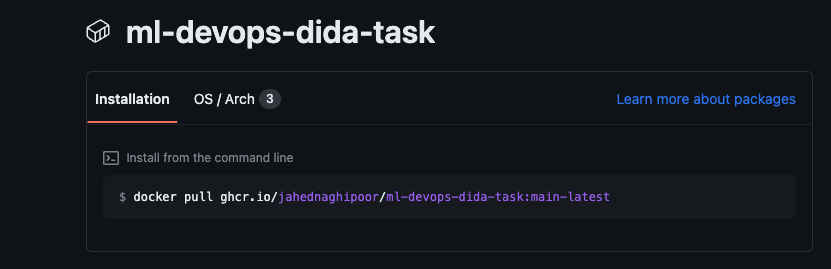 ml-devops-dida-task
Installation OS / Arch 3 Learn more about packages
Install from the command line
$ docker pull ghcr.io/jahednaghipoor/ml-devops-dida-task:main-latest